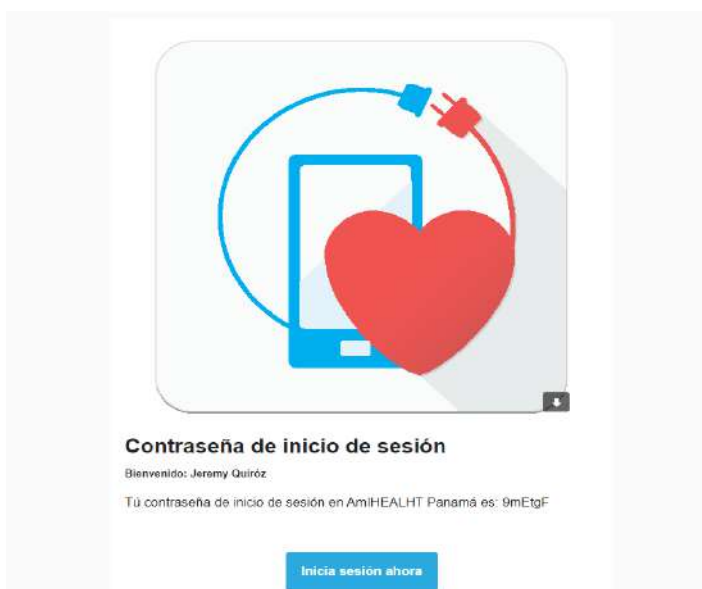 Contraseña de inicio de sesión
Bienvenido: Jeremy Quiróz
Tú contraseña de inicio de sesión en AmIHEALHT Panamá es: 9mEtgF
Inicia sesión ahora